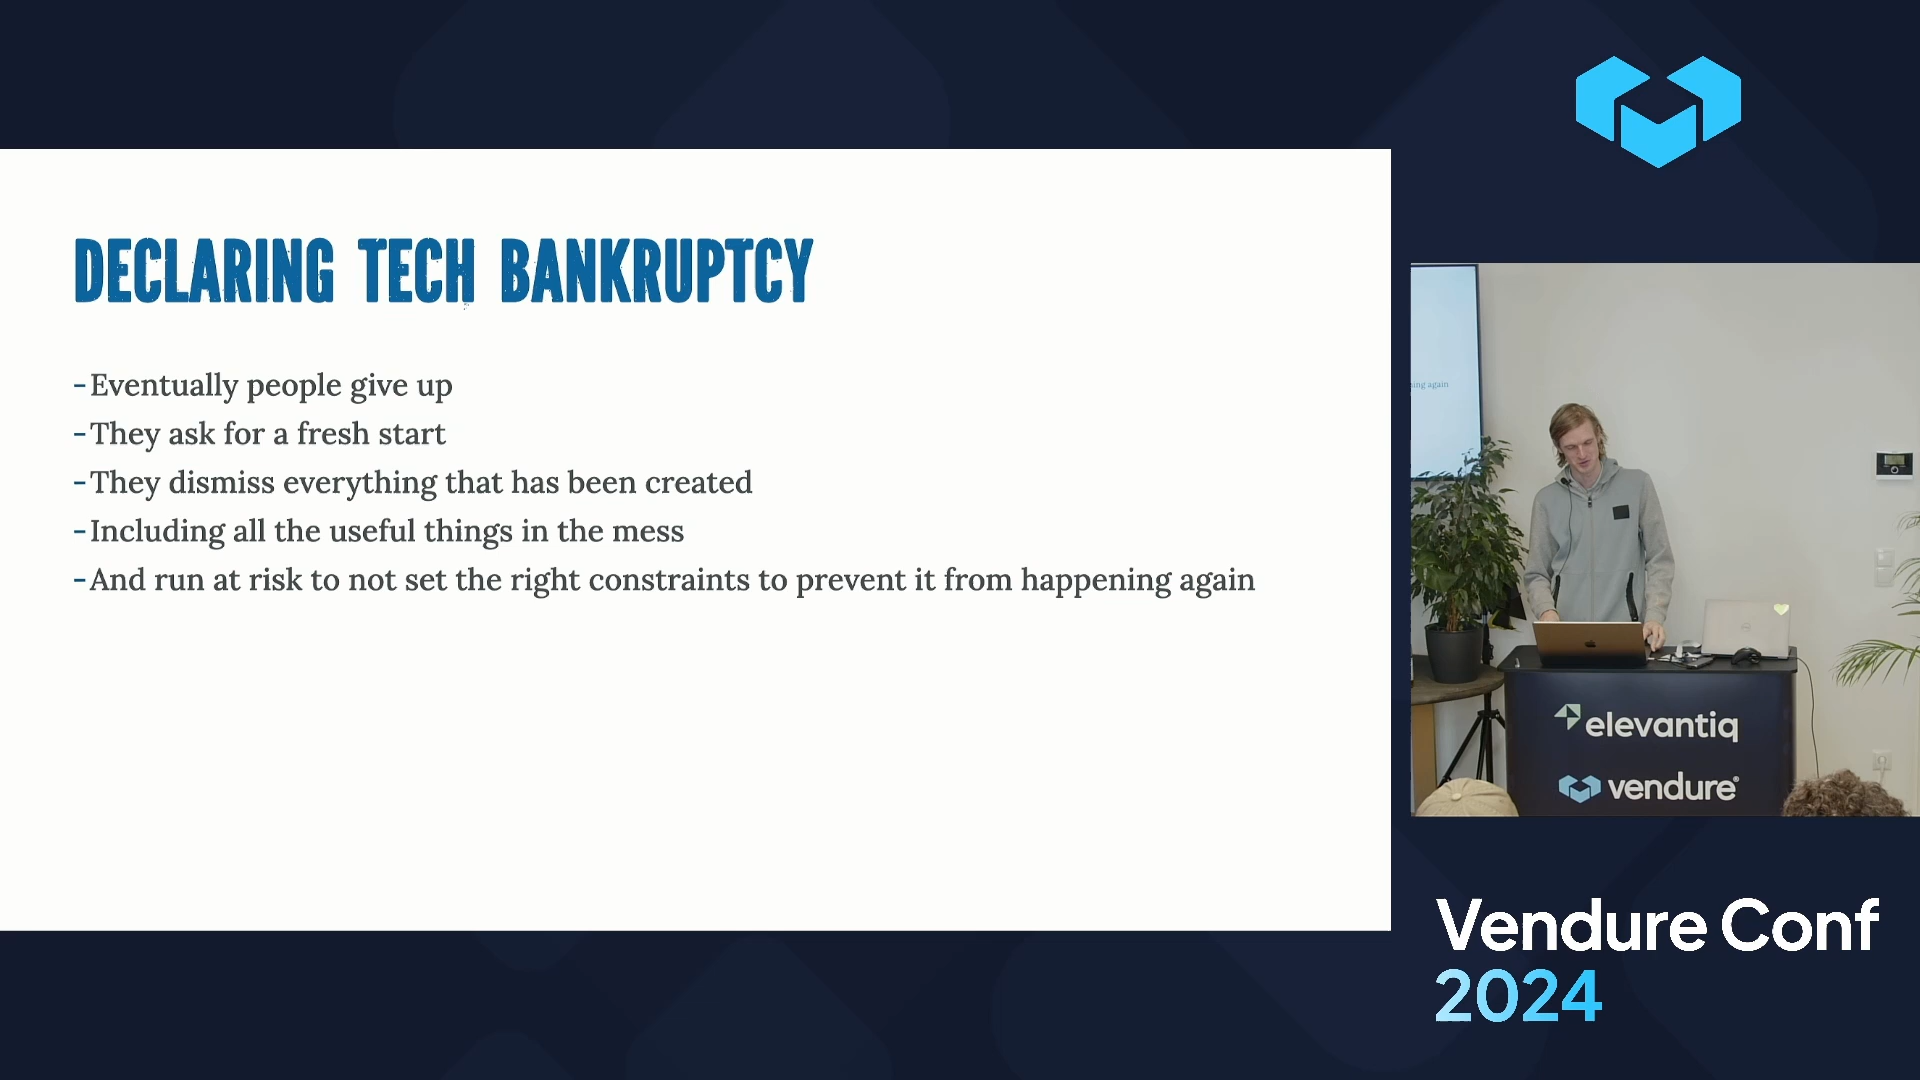 DECLARING TECH BANKRUPTCY
-Eventually people give up
-They ask for a fresh start
-They dismiss everything that has been created
-Including all the useful things in the mess
-And run at risk to not set the right constraints to prevent it from happening again
ning again
elevantiq
vendure®
Vendure Conf
2024